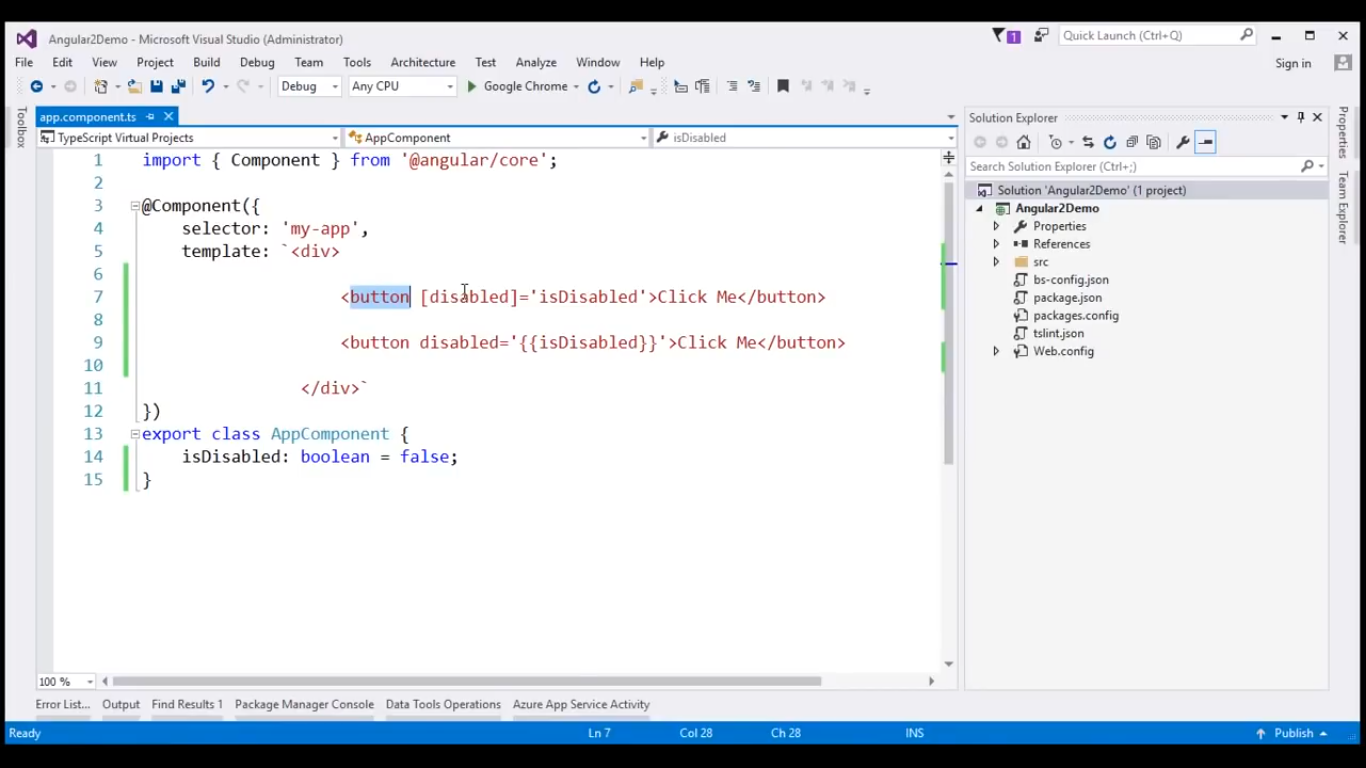 Angular2Demo - Microsoft Visual Studio (Administrator)
1
Quick Launch (Ctrl+Q)
File Edit View Project Build Debug Team Tools Architecture Test Analyze Window Help
Sign in
Debug Any CPU Google Chrome
Toolbox
app.component.ts
TypeScript Virtual Projects AppComponent isDisabled
1 import { Component } from '@angular/core';
2
3 @Component({
4 selector: 'my-app',
5 template: `<div>
6
7 <button [disabled]='isDisabled'>Click Me</button>
8
9 <button disabled='{{isDisabled}}'>Click Me</button>
10
11 </div>`
12 })
13 export class AppComponent {
14 isDisabled: boolean = false;
15 }
100 %
Solution Explorer
Search Solution Explorer (Ctrl+;)
Solution 'Angular2Demo' (1 project)
Angular2Demo
Properties
References
src
bs-config.json
package.json
packages.config
tslint.json
Web.config
Properties
Team Explorer
Error List... Output Find Results 1 Package Manager Console Data Tools Operations Azure App Service Activity
Ready Ln 7 Col 28 Ch 28 INS Publish